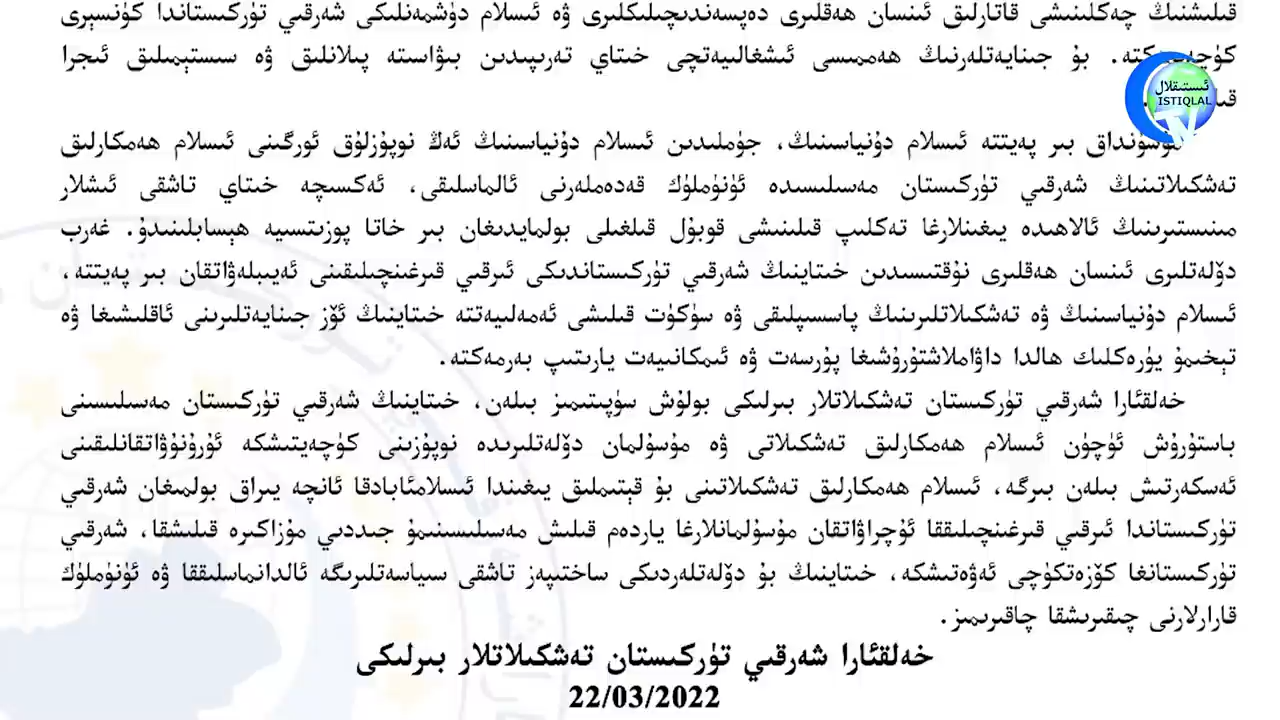 قىلىشنىڭ چەكلىنىشى قاتارلىق ئىنسان ھەقلىرى دەپسەندىچىلىكلىرى ۋە ئىسلام دۈشمەنلىكى شەرقىي تۈركىستاندا كۈنسېرى
بۇ جىنايەتلەرنىڭ ھەممىسى ئىشغالىيەتچى خىتاي تەرىپىدىن بىۋاستە پىلانلىق ۋە سىستېمىلىق ئىجرا
ئىستىقلال
ISTIQLAL
بىر پەيتتە ئىسلام دۇنياسىنىڭ، جۈملىدىن ئىسلام دۇنياسىنىڭ ئەڭ نوپۇزلۇق ئورگىنى ئىسلام ھەمكارلىق
تەشكىلاتىنىڭ شەرقىي تۈركىستان مەسىلىسىدە ئۈنۈملۈك قەدەملەرنى ئالماسلىقى، ئەكسىچە خىتاي تاشقى ئىشلار
مىنىستىرىنىڭ ئالاھىدە يىغىنلارغا تەكلىپ قىلىنىشى قوبۇل قىلغىلى بولمايدىغان بىر خاتا پوزىتسىيە ھېسابلىنىدۇ. غەرب
دۆلەتلىرى ئىنسان ھەقلىرى نۇقتىسىدىن خىتاينىڭ شەرقىي تۈركىستاندىكى ئىرقىي قىرغىنچىلىقىنى ئەيىبلەۋاتقان بىر پەيتتە،
ئىسلام دۇنياسىنىڭ ۋە تەشكىلاتلىرىنىڭ پاسسىپلىقى ۋە سۈكۈت قىلىشى ئەمەلىيەتتە خىتاينىڭ ئۆز جىنايەتلىرىنى ئاقلىشىغا ۋە
تېخىمۇ يۈرەكلىك ھالدا داۋاملاشتۇرۇشىغا پۇرسەت ۋە ئىمكانىيەت يارىتىپ بەرمەكتە.
خەلقئارا شەرقىي تۈركىستان تەشكىلاتلار بىرلىكى بولۇش سۈپىتىمىز بىلەن، خىتاينىڭ شەرقىي تۈركىستان مەسىلىسىنى
باستۇرۇش ئۈچۈن ئىسلام ھەمكارلىق تەشكىلاتى ۋە مۇسۇلمان دۆلەتلىرىدە نوپۇزىنى كۈچەيتىشكە ئۇرۇنۇۋاتقانلىقىنى
ئەسكەرتىش بىلەن بىرگە، ئىسلام ھەمكارلىق تەشكىلاتىنى بۇ قېتىملىق يىغىندا ئىسلامئابادقا ئانچە يىراق بولمىغان شەرقىي
تۈركىستاندا ئىرقىي قىرغىنچىلىققا ئۇچراۋاتقان مۇسۇلمانلارغا ياردەم قىلىش مەسىلىسىنىمۇ جىددىي مۇزاكىرە قىلىشقا، شەرقىي
تۈركىستانغا كۆزەتكۈچى ئەۋەتىشكە، خىتاينىڭ بۇ دۆلەتلەردىكى ساختىپەز تاشقى سىياسەتلىرىگە ئالدانماسلىققا ۋە ئۈنۈملۈك
قارارلارنى چىقىرىشقا چاقىرىمىز.
خەلقئارا شەرقىي تۈركىستان تەشكىلاتلار بىرلىكى
22/03/2022